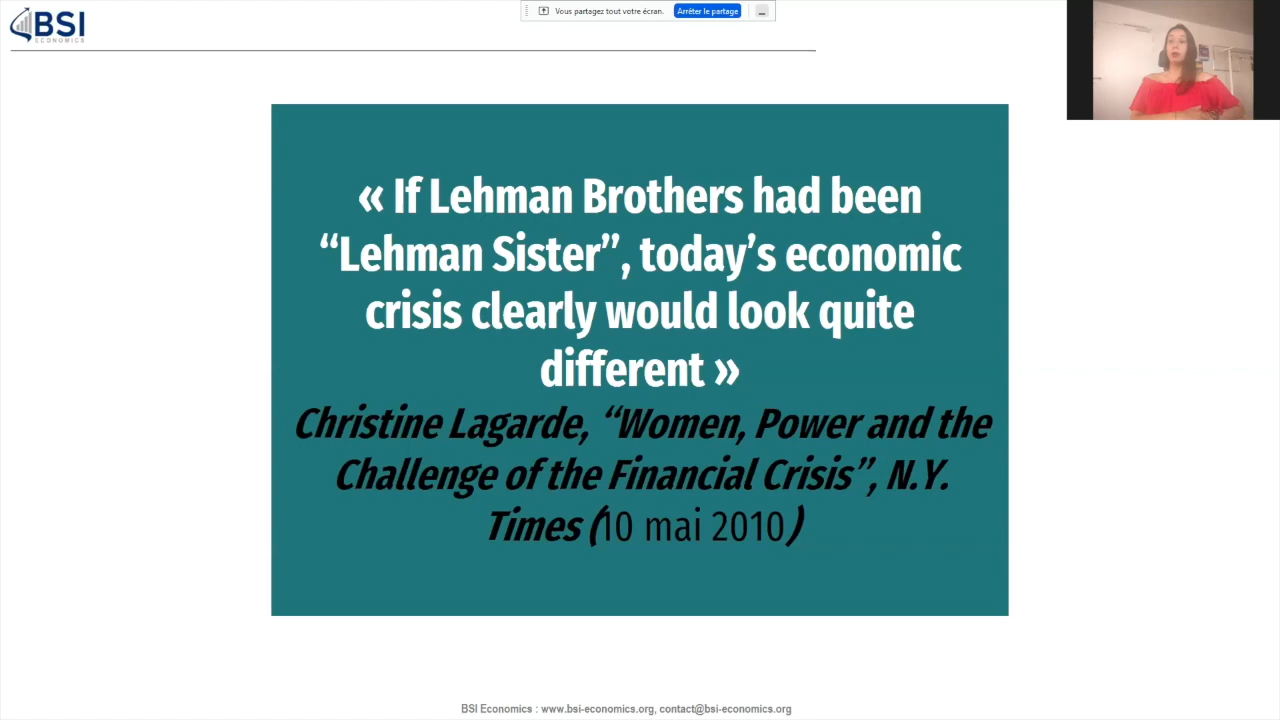 BSI
ECONOMICS
Vous partagez tout votre écran.
Arrêter le partage
« If Lehman Brothers had been
“Lehman Sister”, today’s economic
crisis clearly would look quite
different »
Christine Lagarde, “Women, Power and the
Challenge of the Financial Crisis”, N.Y.
Times (10 mai 2010)
BSI Economics : www.bsi-economics.org, contact@bsi-economics.org